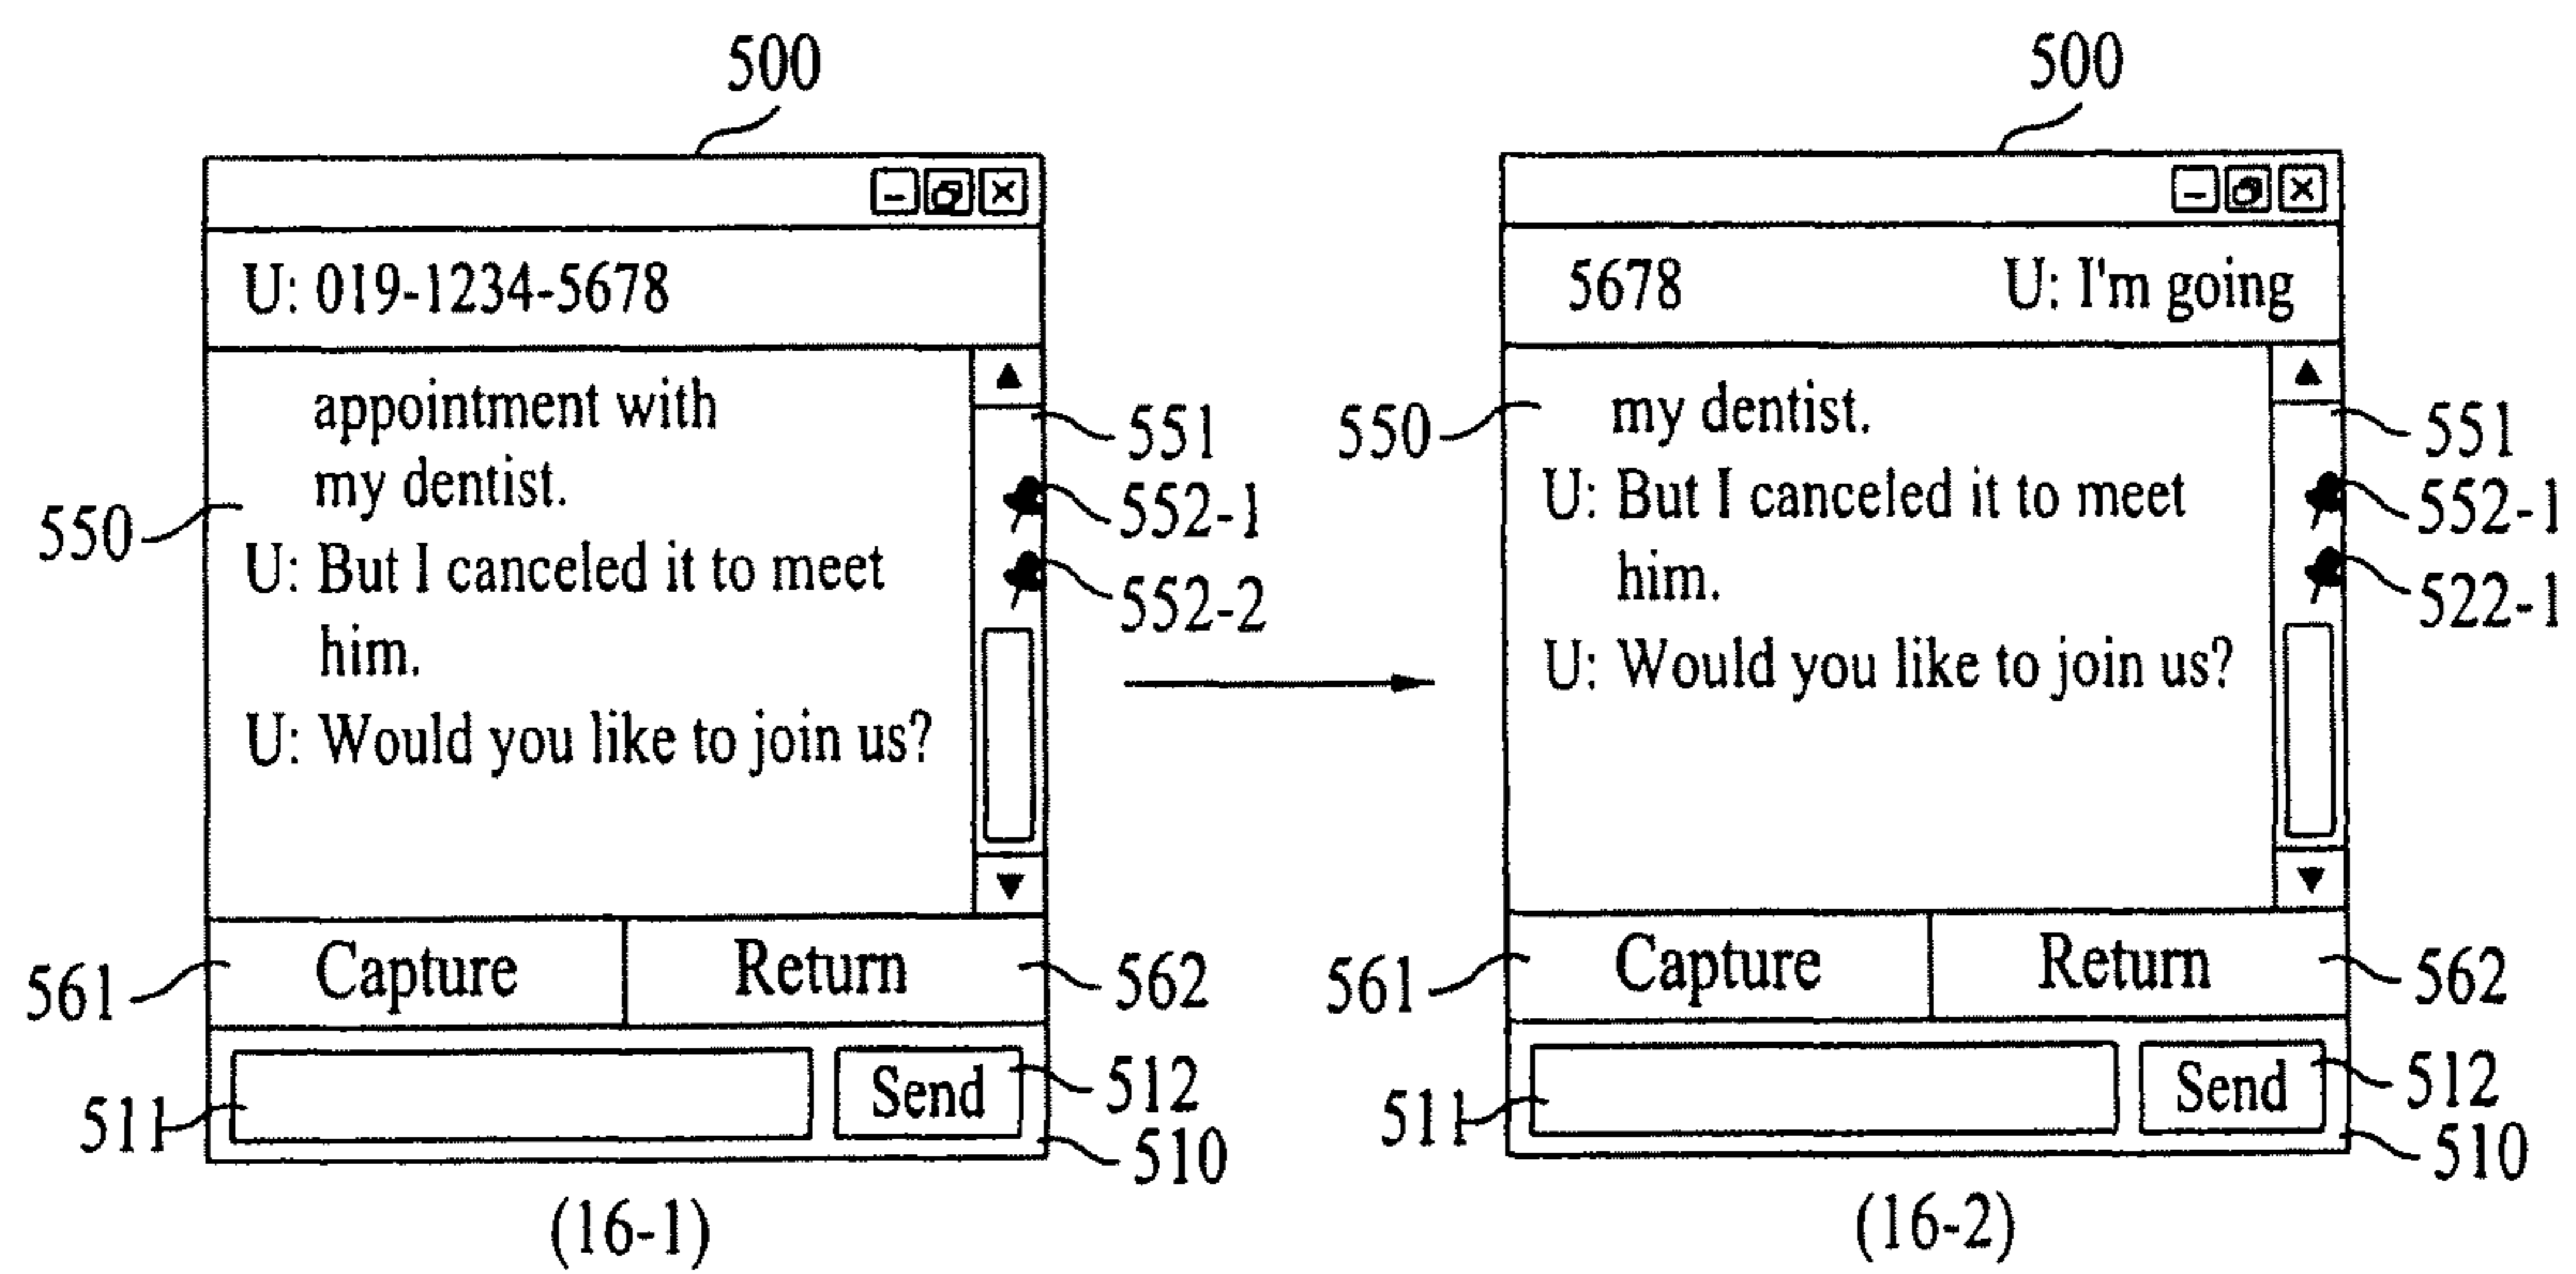 500
U: 019-1234-5678
appointment with
my dentist.
U: But I canceled it to meet
him.
U: Would you like to join us?
550
551
552-1
552-2
Capture
Return
561
562
Send
511
512
510
(16-1)
500
5678
U: I'm going
my dentist.
U: But I canceled it to meet
him.
U: Would you like to join us?
550
551
552-1
522-1
Capture
Return
561
562
Send
511
512
510
(16-2)